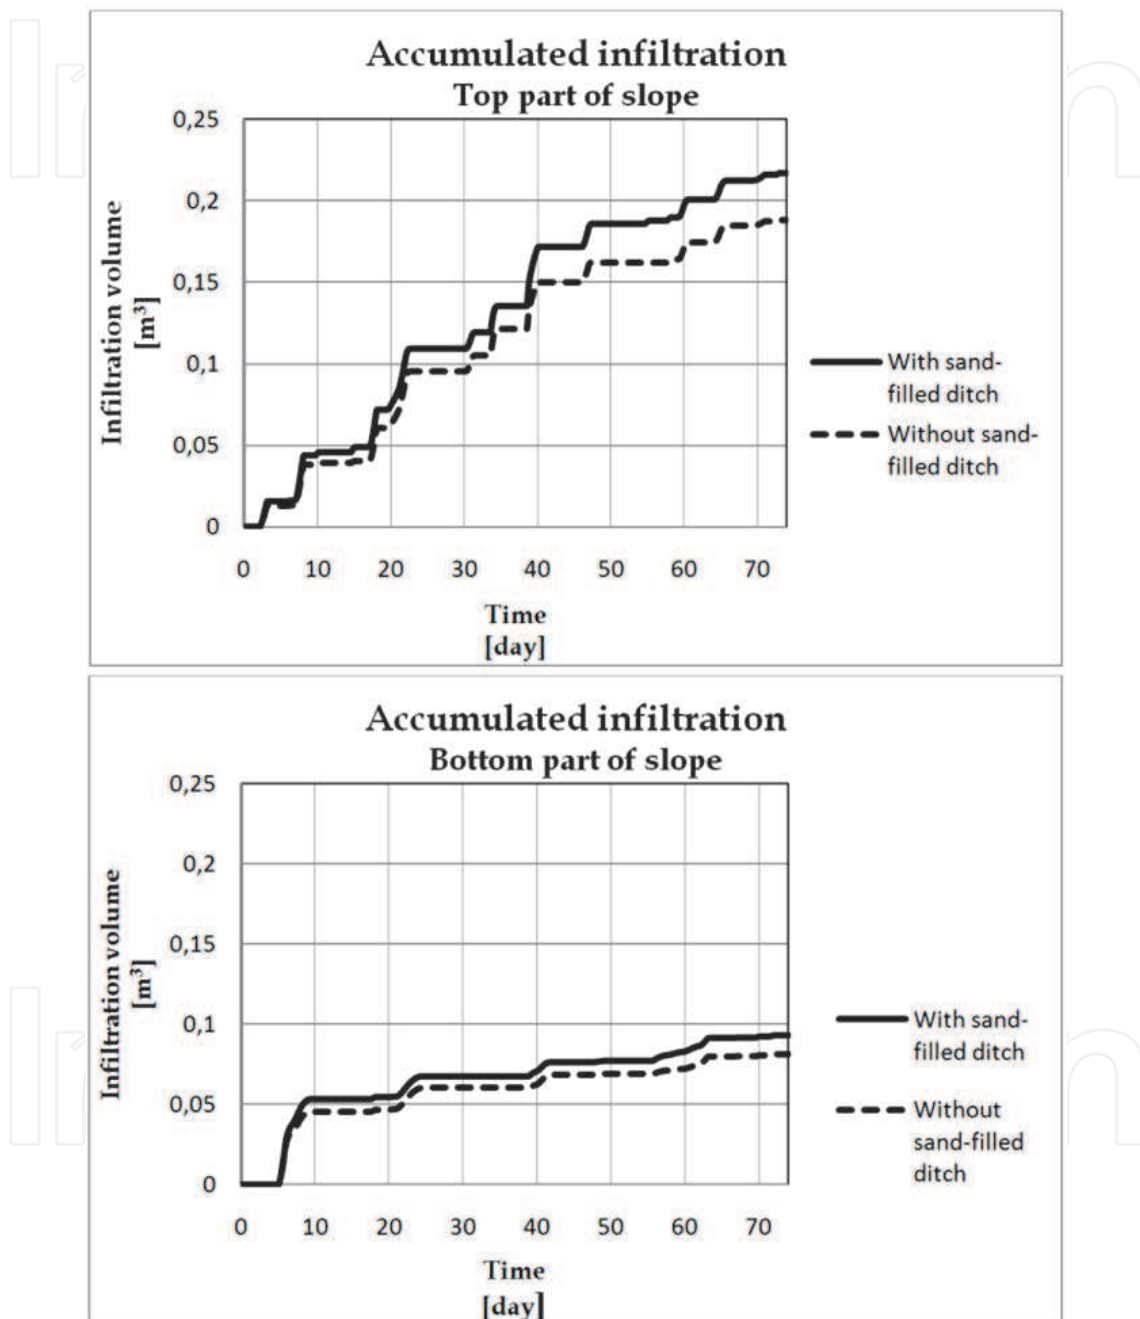 Accumulated infiltration
Top part of slope
0,25
0,2
0,15
0,1
0,05
0
Infiltration volume
[m³]
0 10 20 30 40 50 60 70
Time
[day]
With sand-
filled ditch
Without sand-
filled ditch
Accumulated infiltration
Bottom part of slope
0,25
0,2
0,15
0,1
0,05
0
Infiltration volume
[m³]
0 10 20 30 40 50 60 70
Time
[day]
With sand-
filled ditch
Without
sand-filled
ditch